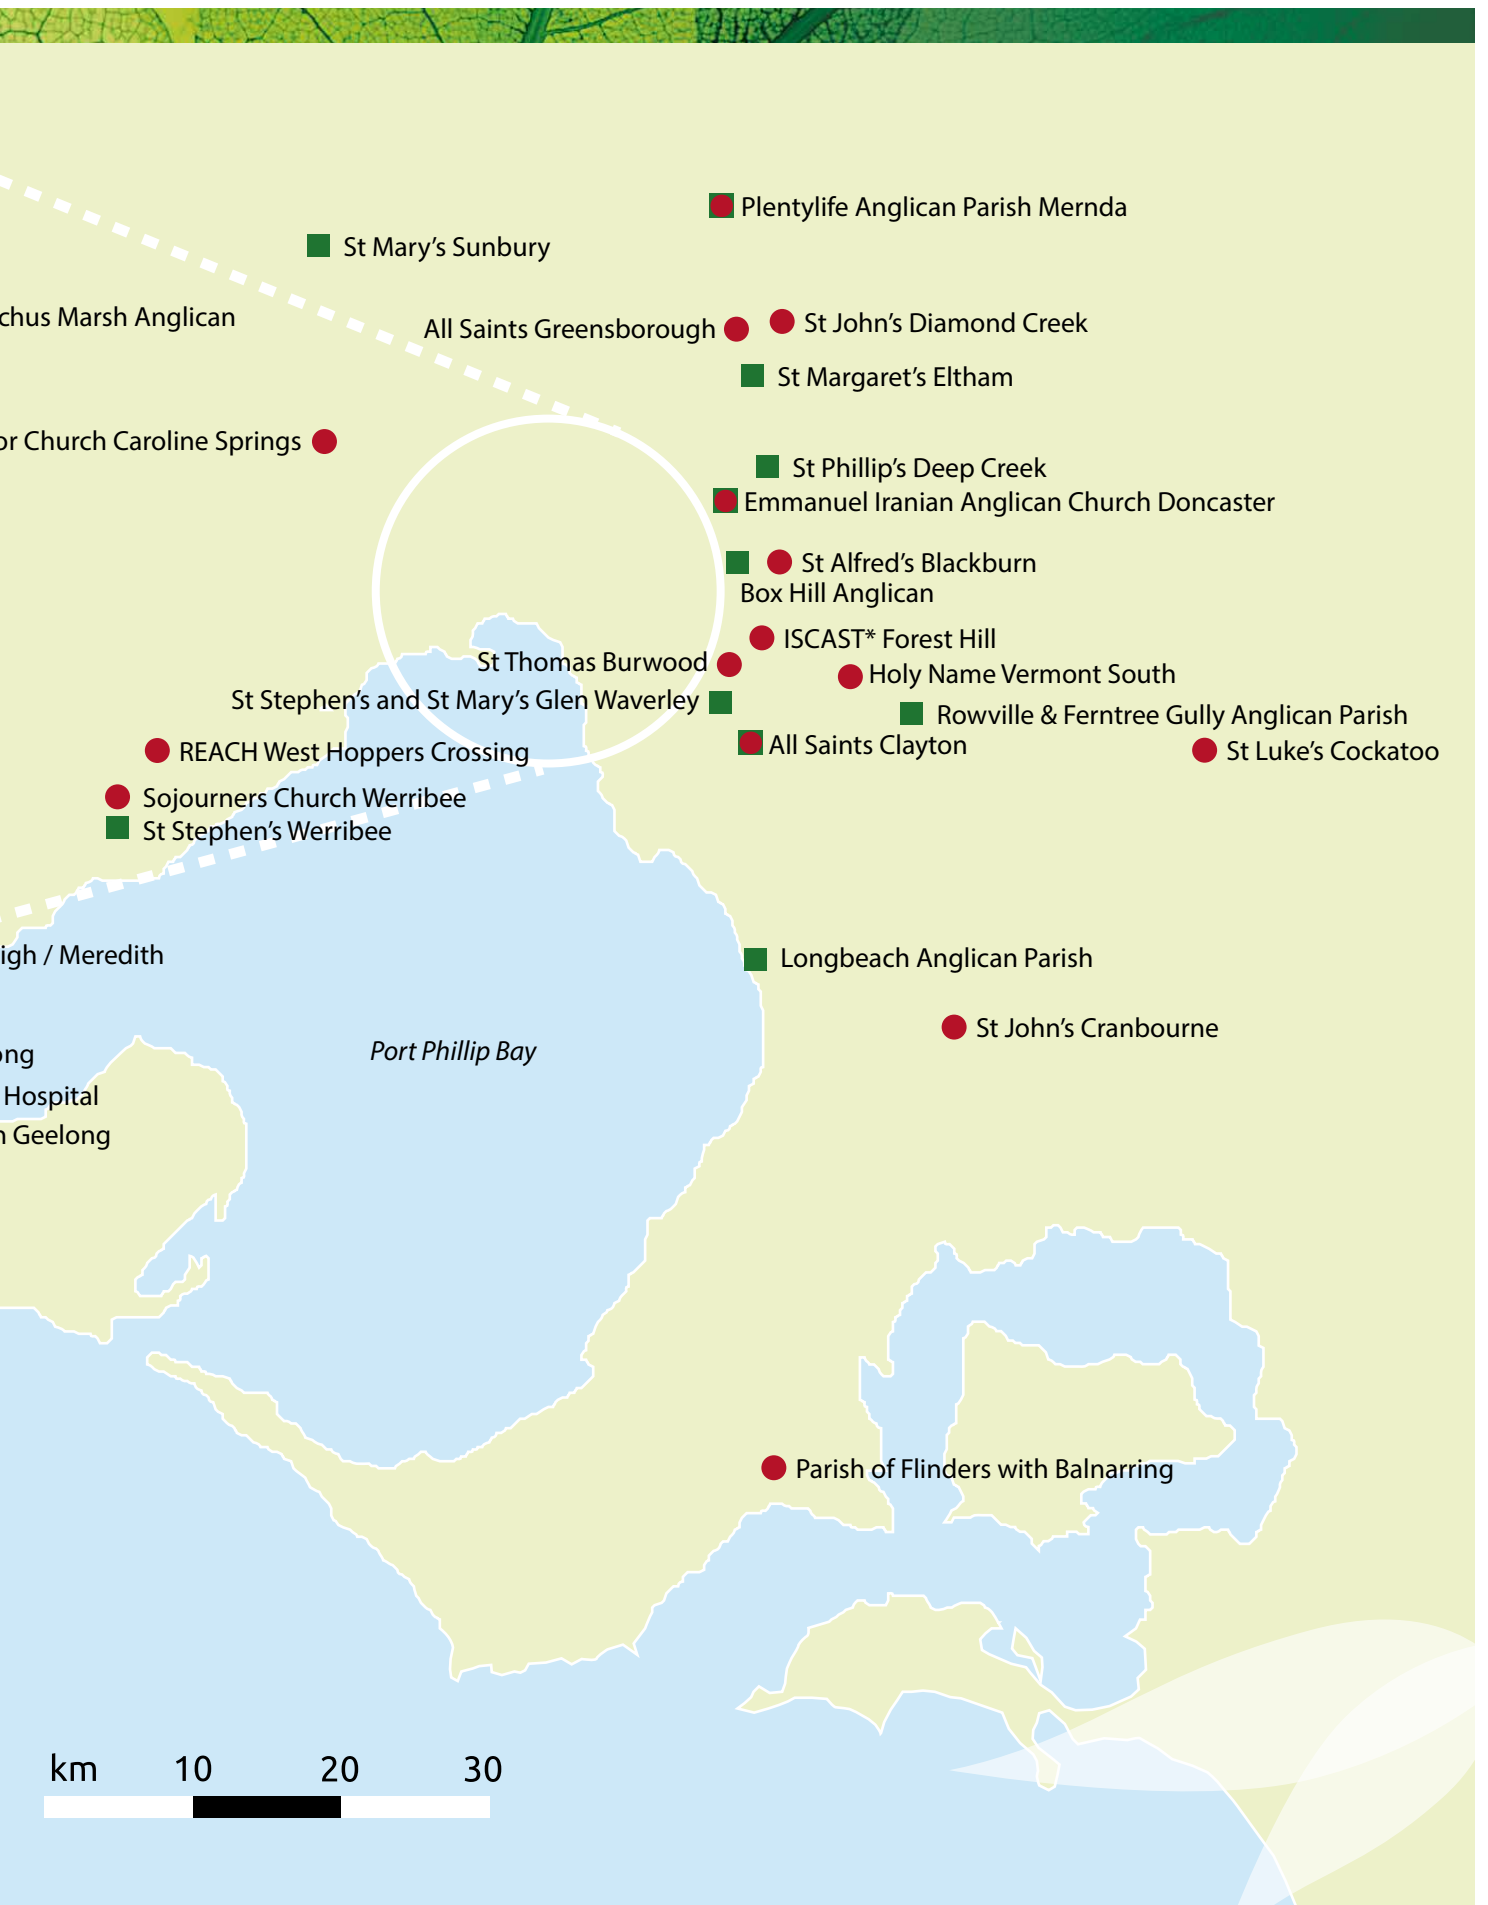 Plentylife Anglican Parish Mernda
St Mary’s Sunbury
chus Marsh Anglican
All Saints Greensborough
St John’s Diamond Creek
St Margaret’s Eltham
or Church Caroline Springs
St Phillip’s Deep Creek
Emmanuel Iranian Anglican Church Doncaster
St Alfred’s Blackburn
Box Hill Anglican
ISCAST* Forest Hill
St Thomas Burwood
Holy Name Vermont South
St Stephen’s and St Mary’s Glen Waverley
Rowville & Ferntree Gully Anglican Parish
All Saints Clayton
REACH West Hoppers Crossing
St Luke’s Cockatoo
Sojourners Church Werribee
St Stephen’s Werribee
igh / Meredith
Longbeach Anglican Parish
St John’s Cranbourne
Port Phillip Bay
ong
Hospital
n Geelong
Parish of Flinders with Balnarring
km 10 20 30